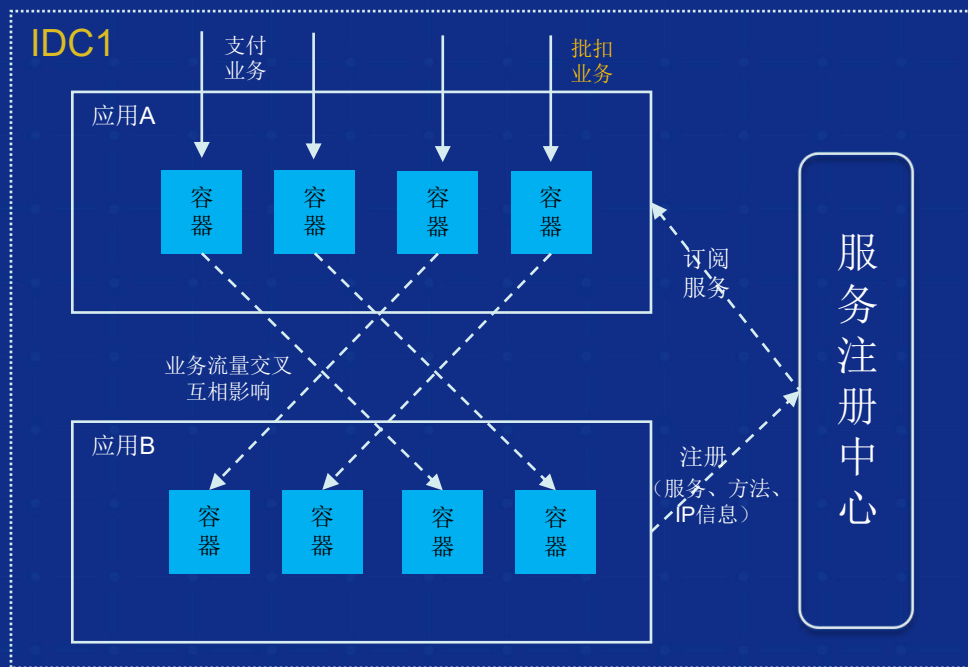 IDC1
支付
业务
批扣
业务
应用A
容
器
容
器
容
器
容
器
订阅
服务
服
务
注
册
中
心
业务流量交叉
互相影响
应用B
注册
（服务、方法、
IP信息）
容
器
容
器
容
器
容
器